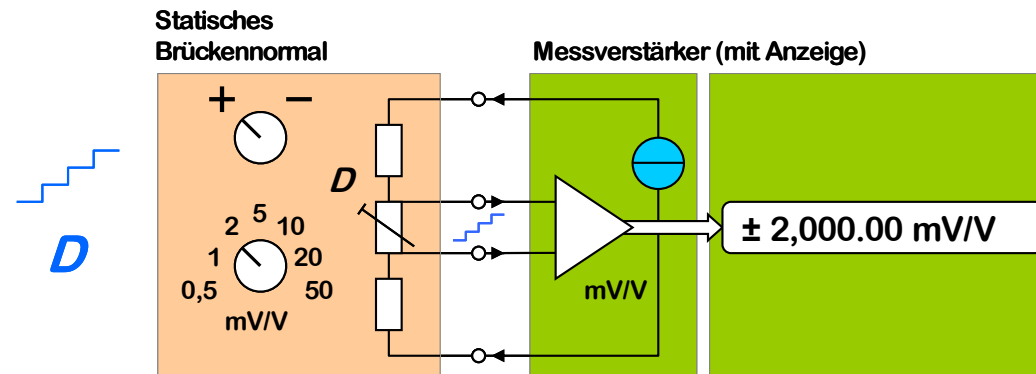 Statisches
Brückennormal
Messverstärker (mit Anzeige)
+ −
D
D
0,5 1 2 5 10 20 50
mV/V
mV/V
± 2,000.00 mV/V